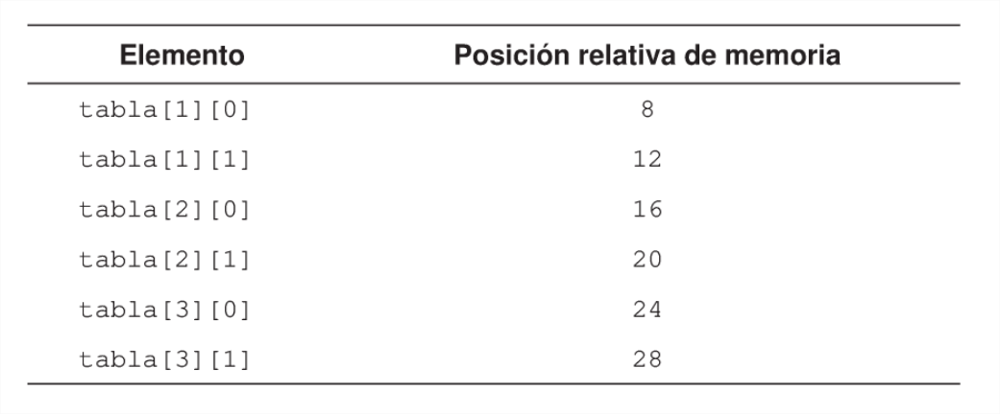 Elemento Posición relativa de memoria
tabla[1][0] 8
tabla[1][1] 12
tabla[2][0] 16
tabla[2][1] 20
tabla[3][0] 24
tabla[3][1] 28